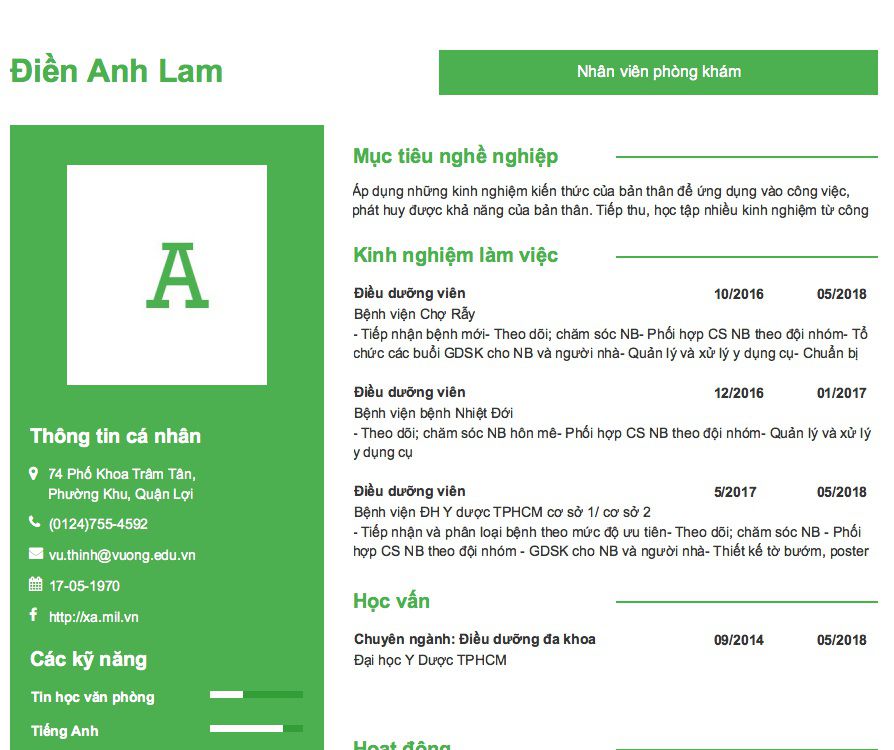 Điền Anh Lam
Nhân viên phòng khám
A
Thông tin cá nhân
74 Phố Khoa Trâm Tân,
Phường Khu, Quận Lợi
(0124)755-4592
vu.thinh@vuong.edu.vn
17-05-1970
http://xa.mil.vn
Các kỹ năng
Tin học văn phòng
Tiếng Anh
Mục tiêu nghề nghiệp
Áp dụng những kinh nghiệm kiến thức của bản thân để ứng dụng vào công việc,
phát huy được khả năng của bản thân. Tiếp thu, học tập nhiều kinh nghiệm từ công
Kinh nghiệm làm việc
Điều dưỡng viên 10/2016 05/2018
Bệnh viện Chợ Rẫy
- Tiếp nhận bệnh mới- Theo dõi; chăm sóc NB- Phối hợp CS NB theo đội nhóm- Tổ
chức các buổi GDSK cho NB và người nhà- Quản lý và xử lý y dụng cụ- Chuẩn bị
Điều dưỡng viên 12/2016 01/2017
Bệnh viện bệnh Nhiệt Đới
- Theo dõi; chăm sóc NB hôn mê- Phối hợp CS NB theo đội nhóm- Quản lý và xử lý
y dụng cụ
Điều dưỡng viên 5/2017 05/2018
Bệnh viện ĐH Y dược TPHCM cơ sở 1/ cơ sở 2
- Tiếp nhận và phân loại bệnh theo mức độ ưu tiên- Theo dõi; chăm sóc NB - Phối
hợp CS NB theo đội nhóm - GDSK cho NB và người nhà- Thiết kế tờ bướm, poster
Học vấn
Chuyên ngành: Điều dưỡng đa khoa 09/2014 05/2018
Đại học Y Dược TPHCM
Hoạt động